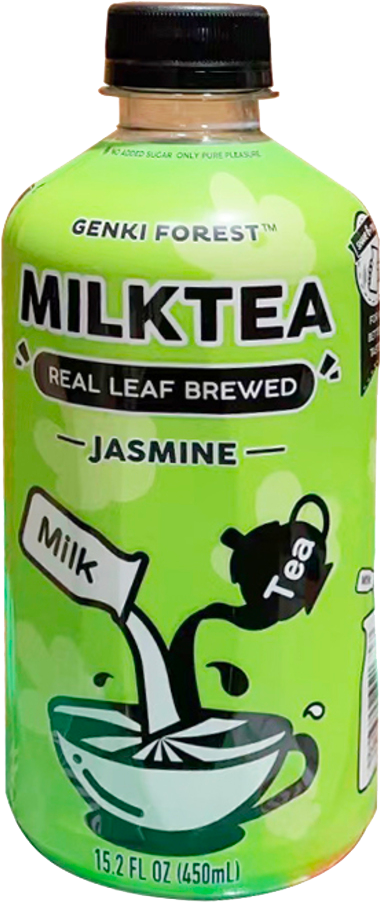 NO ADDED SUGAR ONLY PURE PLEASURE
GENKI FOREST™
MILKTEA
REAL LEAF BREWED
JASMINE
Milk
Tea
15.2 FL OZ (450mL)